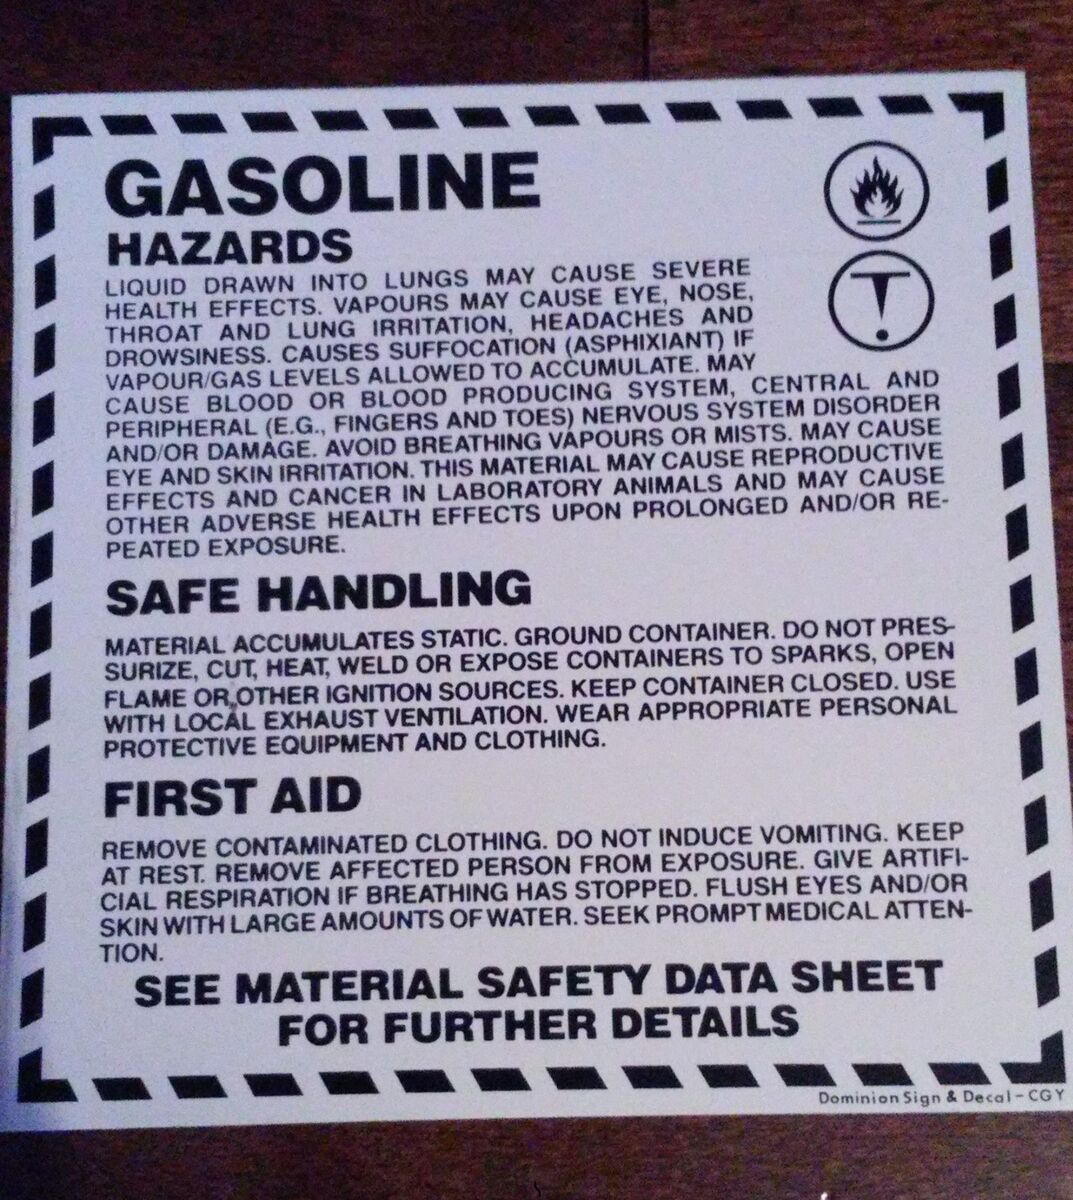 GASOLINE
HAZARDS
LIQUID DRAWN INTO LUNGS MAY CAUSE SEVERE
HEALTH EFFECTS. VAPOURS MAY CAUSE EYE, NOSE,
THROAT AND LUNG IRRITATION, HEADACHES AND
DROWSINESS. CAUSES SUFFOCATION (ASPHIXIANT) IF
VAPOUR/GAS LEVELS ALLOWED TO ACCUMULATE. MAY
CAUSE BLOOD OR BLOOD PRODUCING SYSTEM, CENTRAL AND
PERIPHERAL (E.G., FINGERS AND TOES) NERVOUS SYSTEM DISORDER
AND/OR DAMAGE. AVOID BREATHING VAPOURS OR MISTS. MAY CAUSE
EYE AND SKIN IRRITATION. THIS MATERIAL MAY CAUSE REPRODUCTIVE
EFFECTS AND CANCER IN LABORATORY ANIMALS AND MAY CAUSE
OTHER ADVERSE HEALTH EFFECTS UPON PROLONGED AND/OR RE-
PEATED EXPOSURE.
SAFE HANDLING
MATERIAL ACCUMULATES STATIC. GROUND CONTAINER. DO NOT PRES-
SURIZE, CUT, HEAT, WELD OR EXPOSE CONTAINERS TO SPARKS, OPEN
FLAME OR OTHER IGNITION SOURCES. KEEP CONTAINER CLOSED. USE
WITH LOCAL EXHAUST VENTILATION. WEAR APPROPRIATE PERSONAL
PROTECTIVE EQUIPMENT AND CLOTHING.
FIRST AID
REMOVE CONTAMINATED CLOTHING. DO NOT INDUCE VOMITING. KEEP
AT REST. REMOVE AFFECTED PERSON FROM EXPOSURE. GIVE ARTIFI-
CIAL RESPIRATION IF BREATHING HAS STOPPED. FLUSH EYES AND/OR
SKIN WITH LARGE AMOUNTS OF WATER. SEEK PROMPT MEDICAL ATTEN-
TION.
SEE MATERIAL SAFETY DATA SHEET
FOR FURTHER DETAILS
Dominion Sign & Decal - CGY